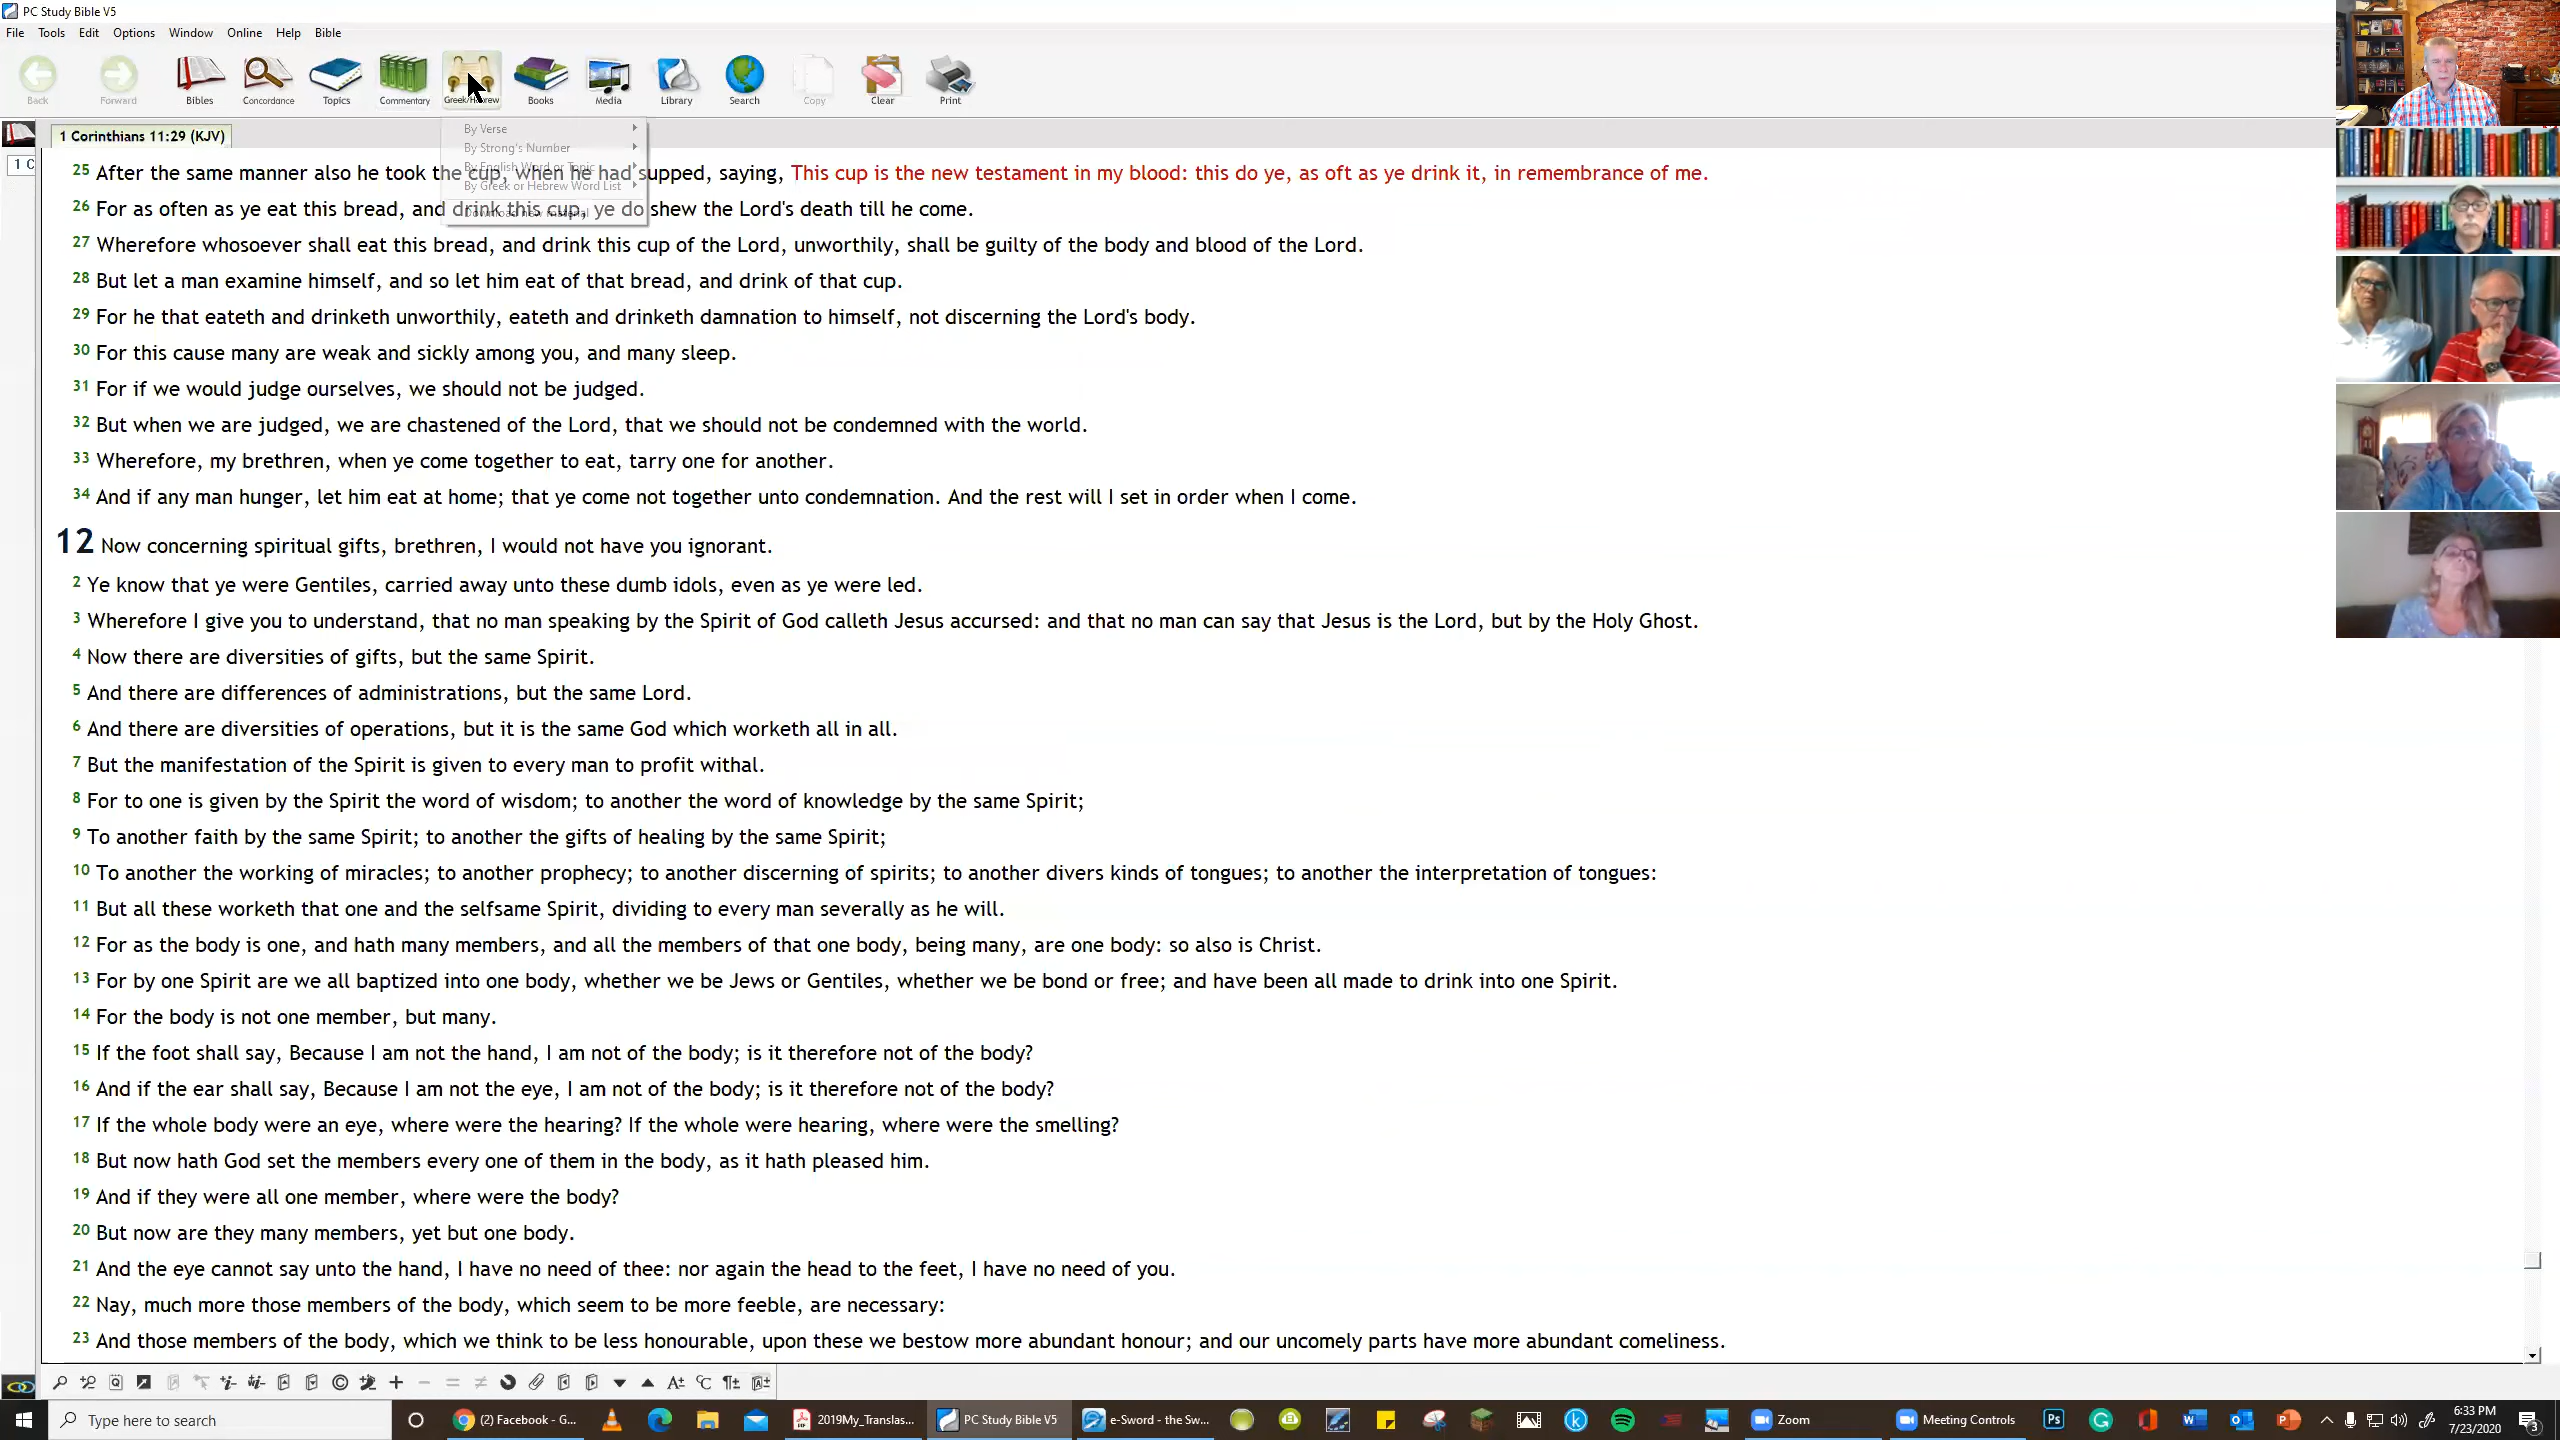 PC Study Bible V5
File Tools Edit Options Window Online Help Bible
Back Forward Bibles Concordance Topics Commentary Greek/Hebrew Books Media Library Search Copy Clear Print
1 Corinthians 11:29 (KJV)
1 C
By Verse
By Strong's Number
By English Word or Topic
By Greek or Hebrew Word List
Download new material
25 After the same manner also he took the cup, when he had supped, saying, This cup is the new testament in my blood: this do ye, as oft as ye drink it, in remembrance of me.
26 For as often as ye eat this bread, and drink this cup, ye do shew the Lord's death till he come.
27 Wherefore whosoever shall eat this bread, and drink this cup of the Lord, unworthily, shall be guilty of the body and blood of the Lord.
28 But let a man examine himself, and so let him eat of that bread, and drink of that cup.
29 For he that eateth and drinketh unworthily, eateth and drinketh damnation to himself, not discerning the Lord's body.
30 For this cause many are weak and sickly among you, and many sleep.
31 For if we would judge ourselves, we should not be judged.
32 But when we are judged, we are chastened of the Lord, that we should not be condemned with the world.
33 Wherefore, my brethren, when ye come together to eat, tarry one for another.
34 And if any man hunger, let him eat at home; that ye come not together unto condemnation. And the rest will I set in order when I come.
12 Now concerning spiritual gifts, brethren, I would not have you ignorant.
2 Ye know that ye were Gentiles, carried away unto these dumb idols, even as ye were led.
3 Wherefore I give you to understand, that no man speaking by the Spirit of God calleth Jesus accursed: and that no man can say that Jesus is the Lord, but by the Holy Ghost.
4 Now there are diversities of gifts, but the same Spirit.
5 And there are differences of administrations, but the same Lord.
6 And there are diversities of operations, but it is the same God which worketh all in all.
7 But the manifestation of the Spirit is given to every man to profit withal.
8 For to one is given by the Spirit the word of wisdom; to another the word of knowledge by the same Spirit;
9 To another faith by the same Spirit; to another the gifts of healing by the same Spirit;
10 To another the working of miracles; to another prophecy; to another discerning of spirits; to another divers kinds of tongues; to another the interpretation of tongues:
11 But all these worketh that one and the selfsame Spirit, dividing to every man severally as he will.
12 For as the body is one, and hath many members, and all the members of that one body, being many, are one body: so also is Christ.
13 For by one Spirit are we all baptized into one body, whether we be Jews or Gentiles, whether we be bond or free; and have been all made to drink into one Spirit.
14 For the body is not one member, but many.
15 If the foot shall say, Because I am not the hand, I am not of the body; is it therefore not of the body?
16 And if the ear shall say, Because I am not the eye, I am not of the body; is it therefore not of the body?
17 If the whole body were an eye, where were the hearing? If the whole were hearing, where were the smelling?
18 But now hath God set the members every one of them in the body, as it hath pleased him.
19 And if they were all one member, where were the body?
20 But now are they many members, yet but one body.
21 And the eye cannot say unto the hand, I have no need of thee: nor again the head to the feet, I have no need of you.
22 Nay, much more those members of the body, which seem to be more feeble, are necessary:
23 And those members of the body, which we think to be less honourable, upon these we bestow more abundant honour; and our uncomely parts have more abundant comeliness.
Type here to search
(2) Facebook - G...
2019My_Translas...
PC Study Bible V5
e-Sword - the Sw...
Zoom
Meeting Controls
6:33 PM
7/23/2020
3